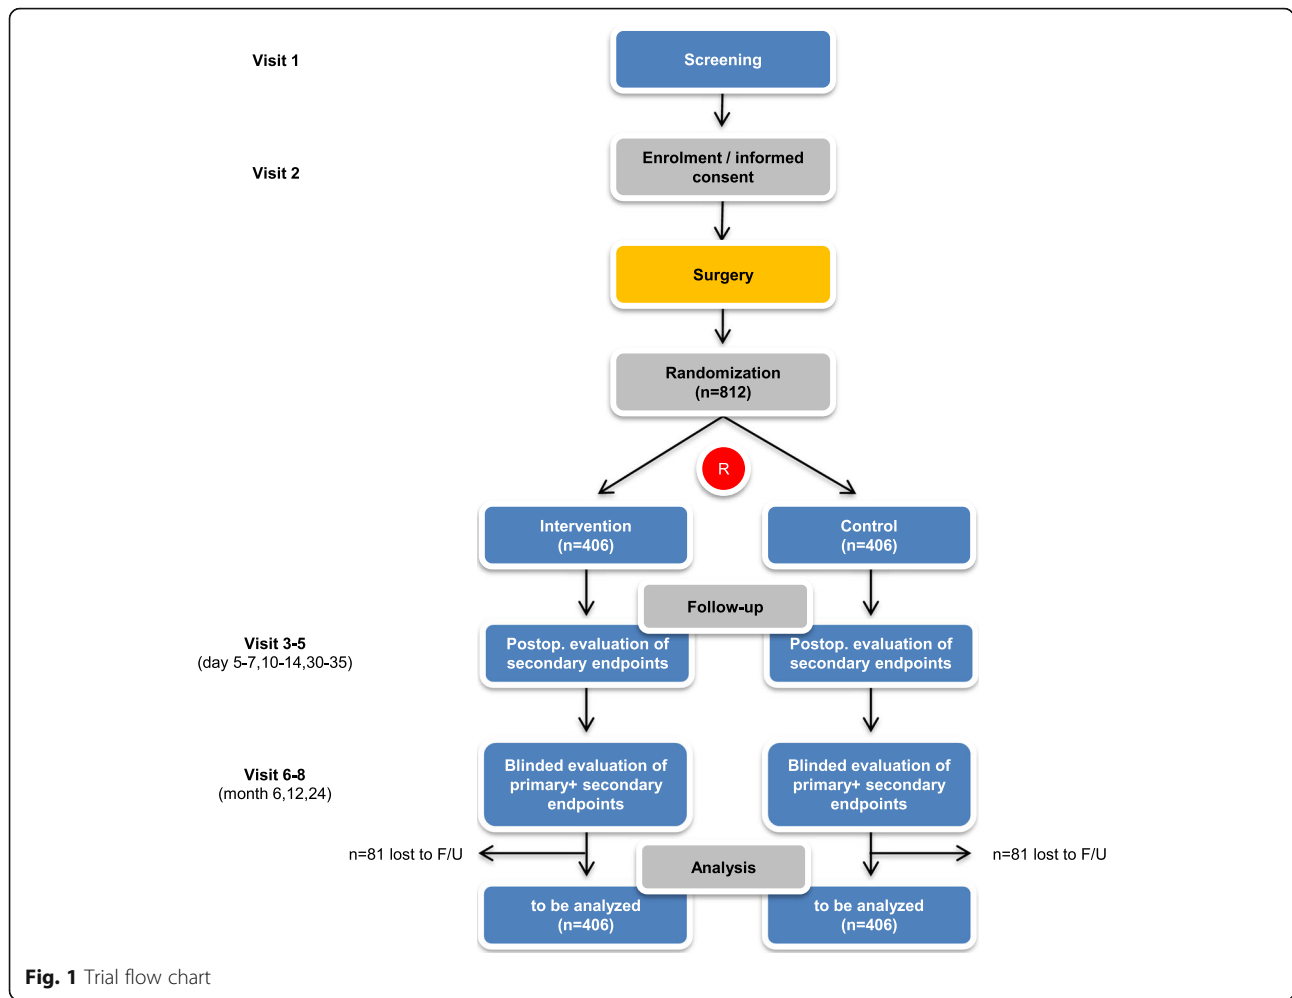 Visit 1
Screening
Visit 2
Enrolment / informed
consent
Surgery
Randomization
(n=812)
R
Intervention
(n=406)
Control
(n=406)
Follow-up
Visit 3-5
(day 5-7,10-14,30-35)
Postop. evaluation of
secondary endpoints
Postop. evaluation of
secondary endpoints
Visit 6-8
(month 6,12,24)
Blinded evaluation of
primary+ secondary
endpoints
Blinded evaluation of
primary+ secondary
endpoints
n=81 lost to F/U
n=81 lost to F/U
Analysis
to be analyzed
(n=406)
to be analyzed
(n=406)
Fig. 1 Trial flow chart